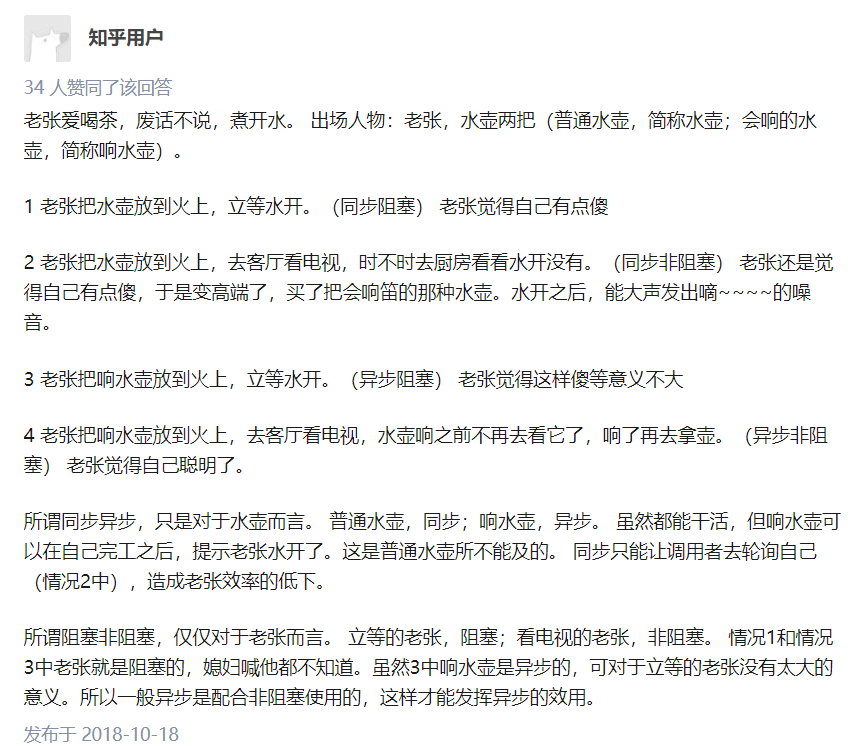 知乎用户
34 人赞同了该回答
老张爱喝茶，废话不说，煮开水。 出场人物：老张，水壶两把（普通水壶，简称水壶；会响的水
壶，简称响水壶）。
1 老张把水壶放到火上，立等水开。（同步阻塞） 老张觉得自己有点傻
2 老张把水壶放到火上，去客厅看电视，时不时去厨房看看水开没有。（同步非阻塞） 老张还是觉
得自己有点傻，于是变高端了，买了把会响笛的那种水壶。水开之后，能大声发出嘀~~~~的噪
音。
3 老张把响水壶放到火上，立等水开。（异步阻塞） 老张觉得这样傻等意义不大
4 老张把响水壶放到火上，去客厅看电视，水壶响之前不再去看它了，响了再去拿壶。（异步非阻
塞） 老张觉得自己聪明了。
所谓同步异步，只是对于水壶而言。 普通水壶，同步；响水壶，异步。 虽然都能干活，但响水壶可
以在自己完工之后，提示老张水开了。这是普通水壶所不能及的。 同步只能让调用者去轮询自己
（情况2中），造成老张效率的低下。
所谓阻塞非阻塞，仅仅对于老张而言。 立等的老张，阻塞；看电视的老张，非阻塞。 情况1和情况
3中老张就是阻塞的，媳妇喊他都不知道。虽然3中响水壶是异步的，可对于立等的老张没有太大的
意义。所以一般异步是配合非阻塞使用的，这样才能发挥异步的效用。
发布于 2018-10-18